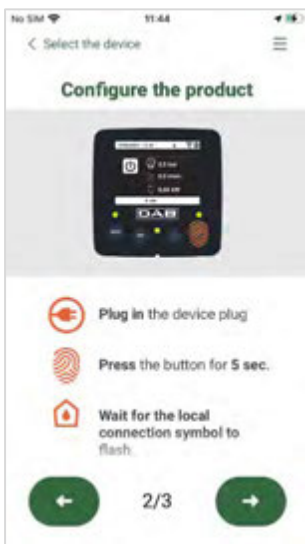 No SIM
11:44
Select the device
Configure the product
DAB
Plug in the device plug
Press the button for 5 sec.
Wait for the local
connection symbol to
flash.
2/3